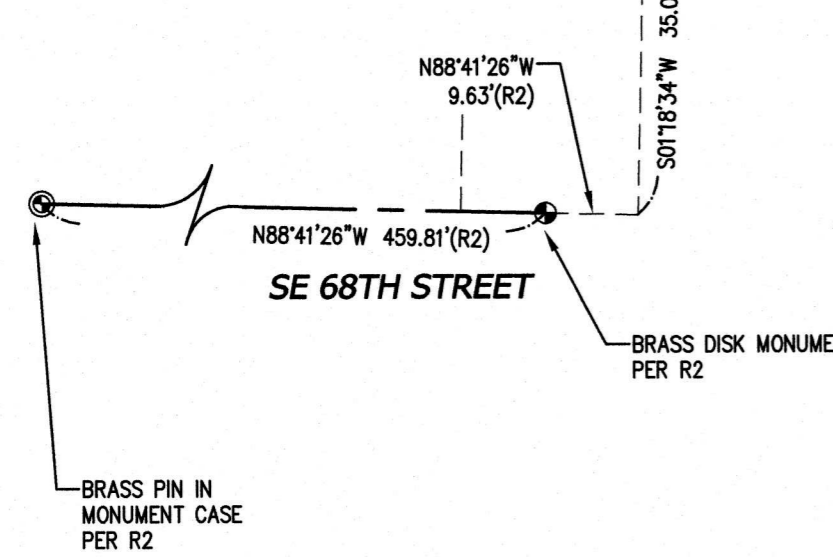 N88°41'26"W
9.63'(R2)
S01°18'34"W 35.0
N88°41'26"W 459.81'(R2)
SE 68TH STREET
BRASS DISK MONUME
PER R2
BRASS PIN IN
MONUMENT CASE
PER R2